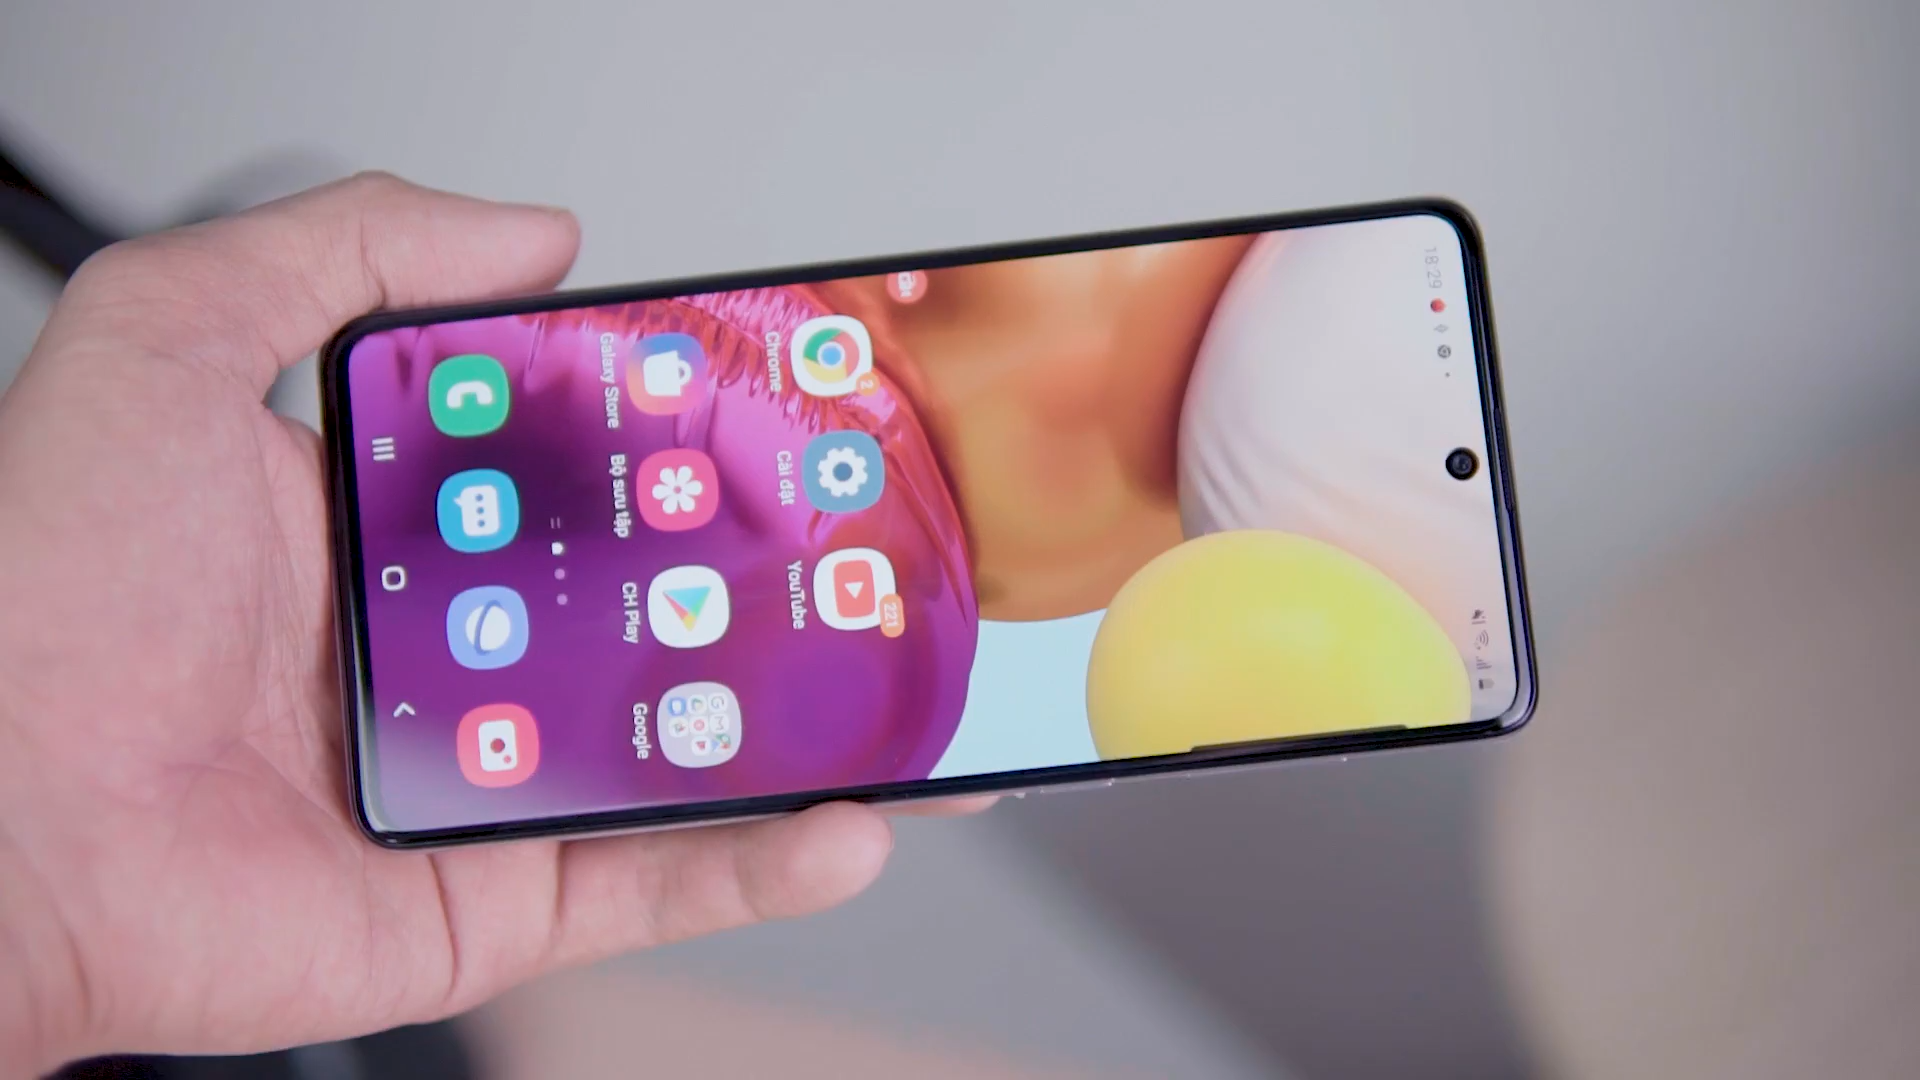 18:29
Chrome
2
Cài đặt
YouTube
221
Galaxy Store
Bộ sưu tập
CH Play
Google